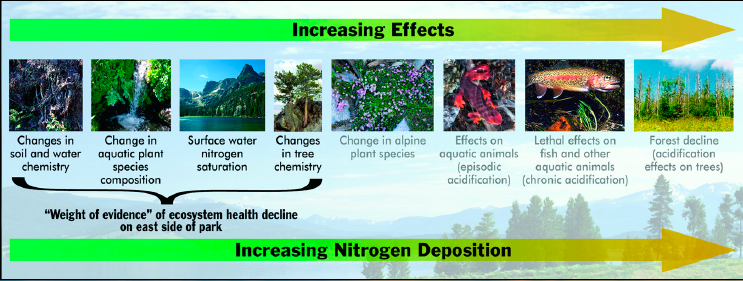 Increasing Effects
Changes in
soil and water
chemistry
Change in
aquatic plant
species
composition
Surface water
nitrogen
saturation
Changes
in tree
chemistry
Change in alpine
plant species
Effects on
aquatic animals
(episodic
acidification)
Lethal effects on
fish and other
aquatic animals
(chronic acidification)
Forest decline
(acidification
effects on trees)
“Weight of evidence” of ecosystem health decline
on east side of park
Increasing Nitrogen Deposition